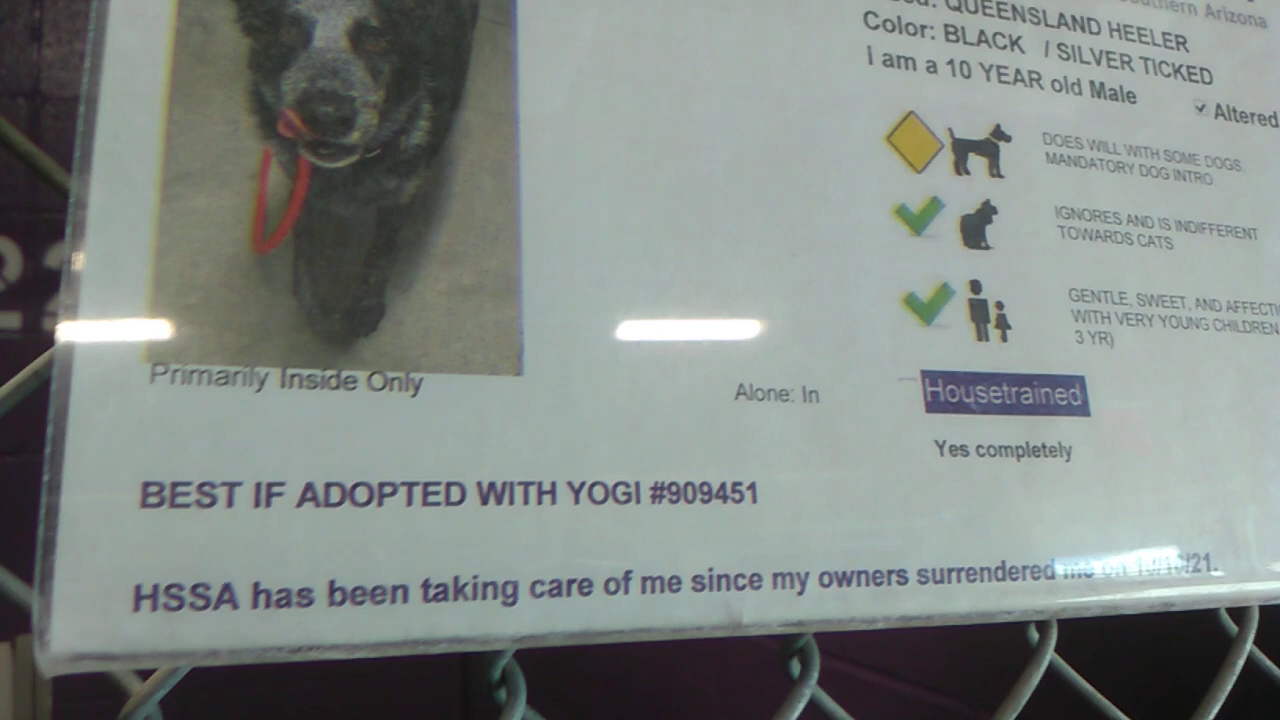 Southern Arizona
QUEENSLAND HEELER
Color: BLACK / SILVER TICKED
I am a 10 YEAR old Male
Altered
DOES WILL WITH SOME DOGS.
MANDATORY DOG INTRO
IGNORES AND IS INDIFFERENT
TOWARDS CATS
GENTLE, SWEET, AND
WITH VERY YOUNG CHILDREN
3 YR)
Primarily Inside Only
Alone: In
Housetrained
Yes completely
BEST IF ADOPTED WITH YOGI #909451
HSSA has been taking care of me since my owners surrendered me on